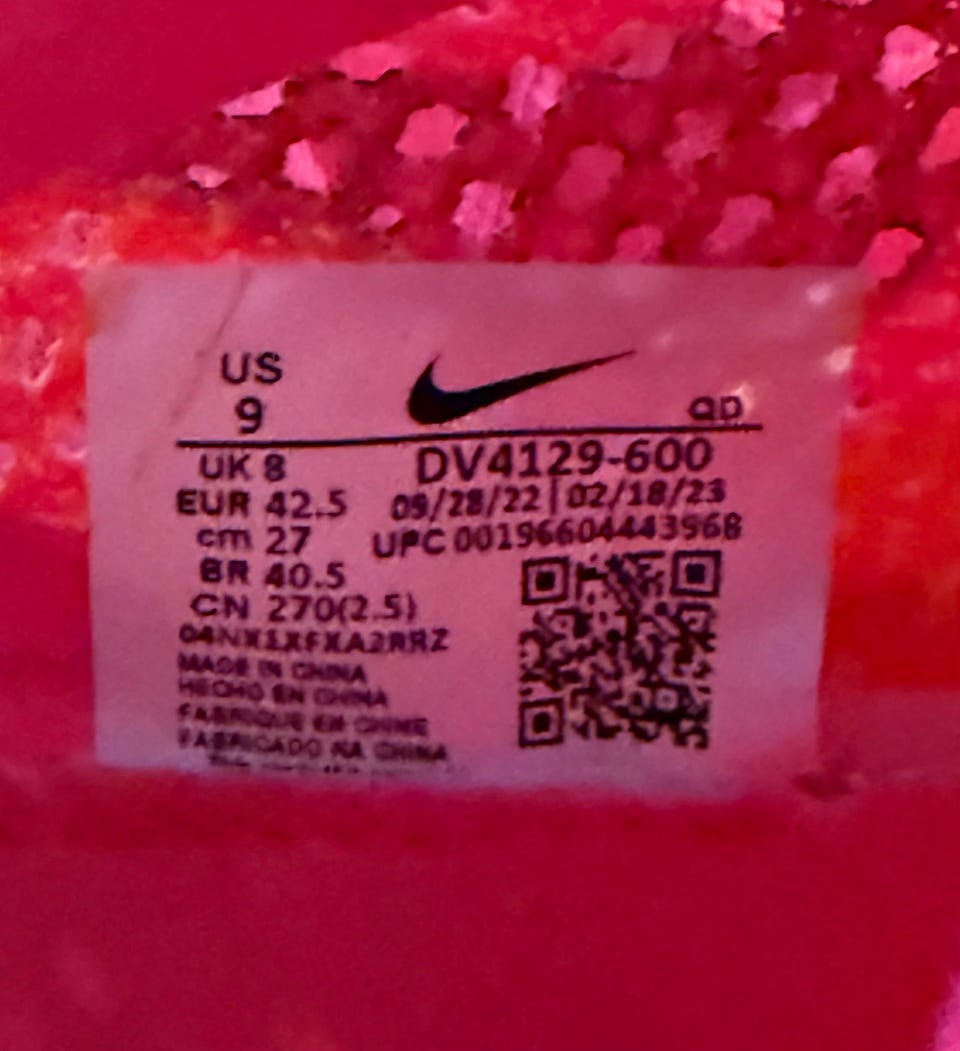 US
9
QD
UK 8
EUR 42.5
cm 27
BR 40.5
CN 270(2.5)
DV4129-600
09/28/22 | 02/18/23
UPC 00196604443968
04NX1XFXA2RRZ
MADE IN CHINA
HECHO EN CHINA
FABRIQUE EN CHINE
FABRICADO NA CHINA